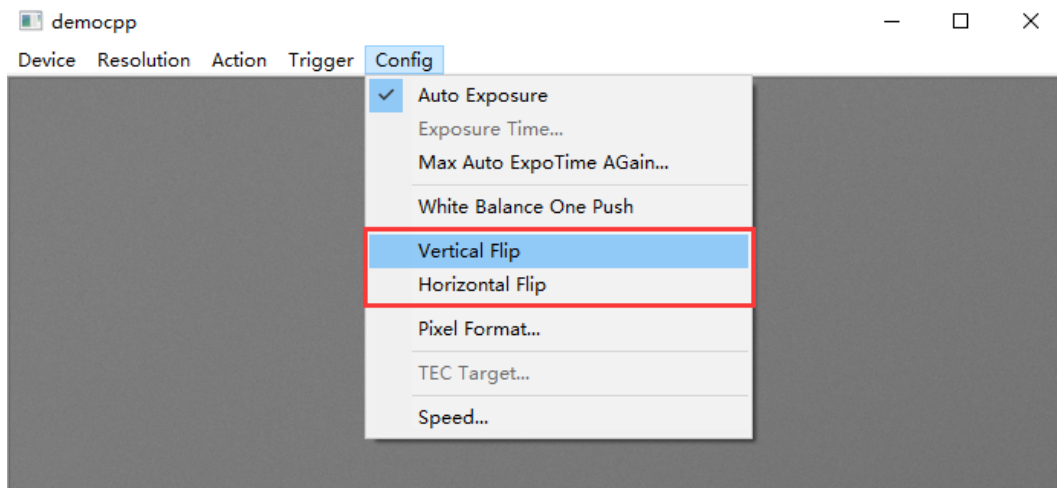 democpp
Device Resolution Action Trigger Config
Auto Exposure
Exposure Time...
Max Auto ExpoTime AGain...
White Balance One Push
Vertical Flip
Horizontal Flip
Pixel Format...
TEC Target...
Speed...